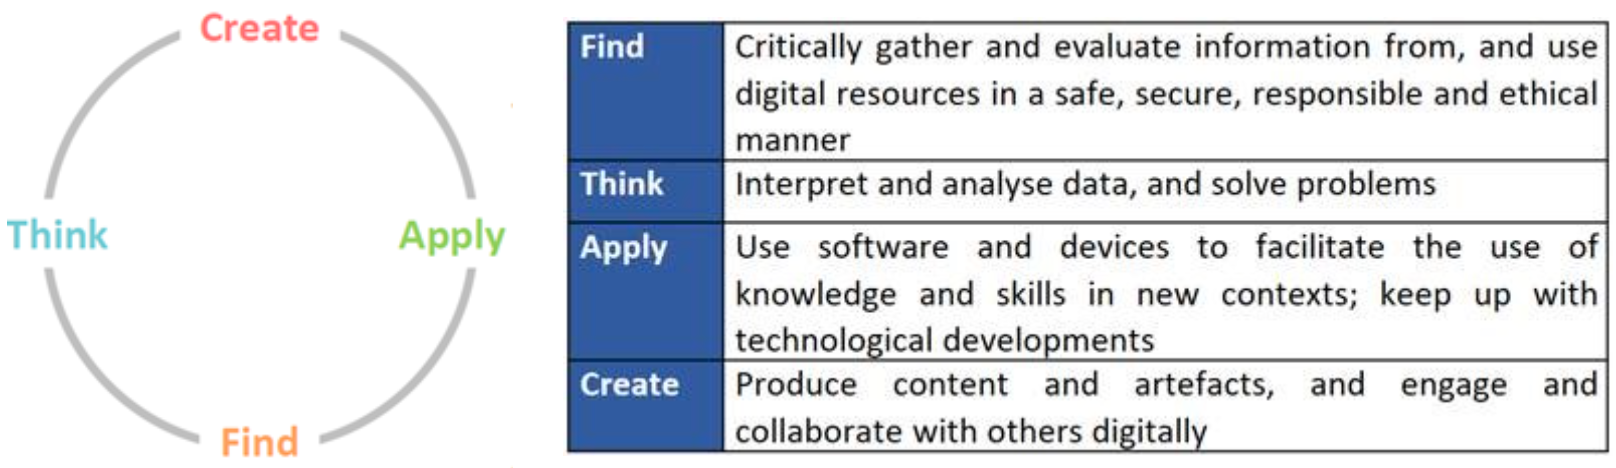 Create
Think
Apply
Find
Find
Critically gather and evaluate information from, and use
digital resources in a safe, secure, responsible and ethical
manner
Think
Interpret and analyse data, and solve problems
Apply
Use software and devices to facilitate the use of
knowledge and skills in new contexts; keep up with
technological developments
Create
Produce content and artefacts, and engage and
collaborate with others digitally